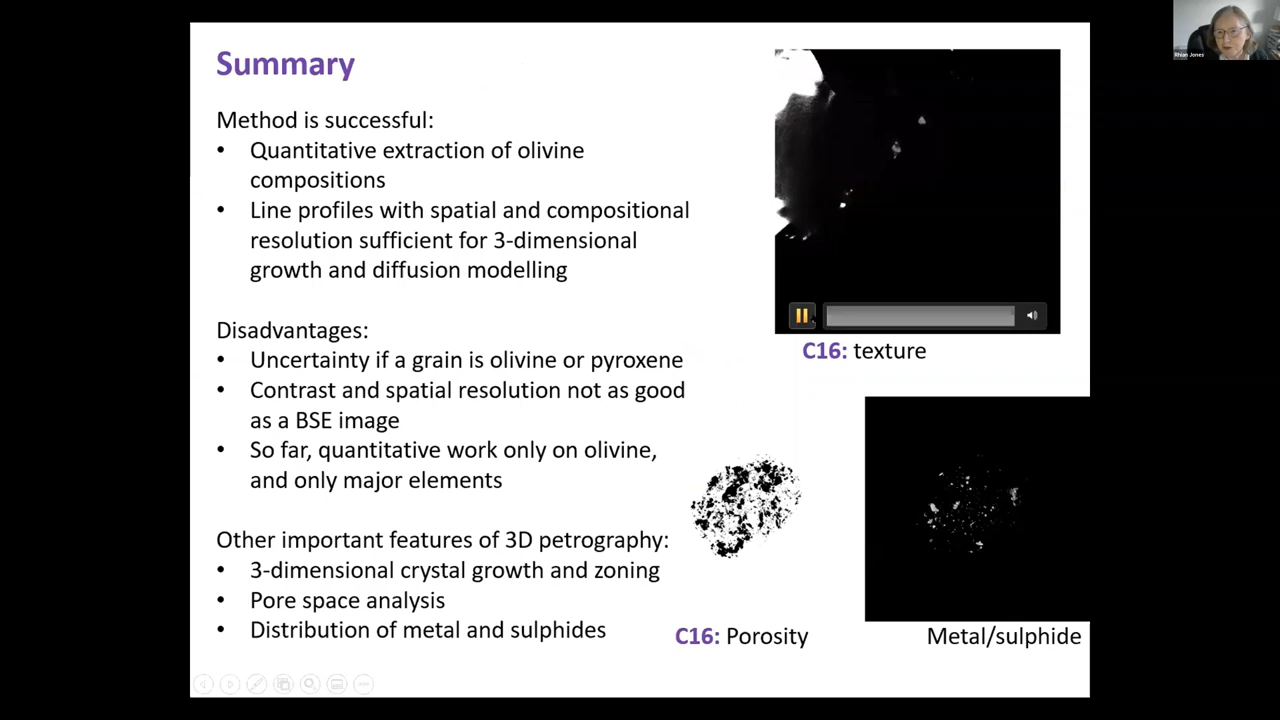 Summary
Method is successful:
• Quantitative extraction of olivine
compositions
• Line profiles with spatial and compositional
resolution sufficient for 3-dimensional
growth and diffusion modelling
Disadvantages:
• Uncertainty if a grain is olivine or pyroxene
• Contrast and spatial resolution not as good
as a BSE image
• So far, quantitative work only on olivine,
and only major elements
Other important features of 3D petrography:
• 3-dimensional crystal growth and zoning
• Pore space analysis
• Distribution of metal and sulphides
C16: texture
C16: Porosity
Metal/sulphide
Rhian Jones